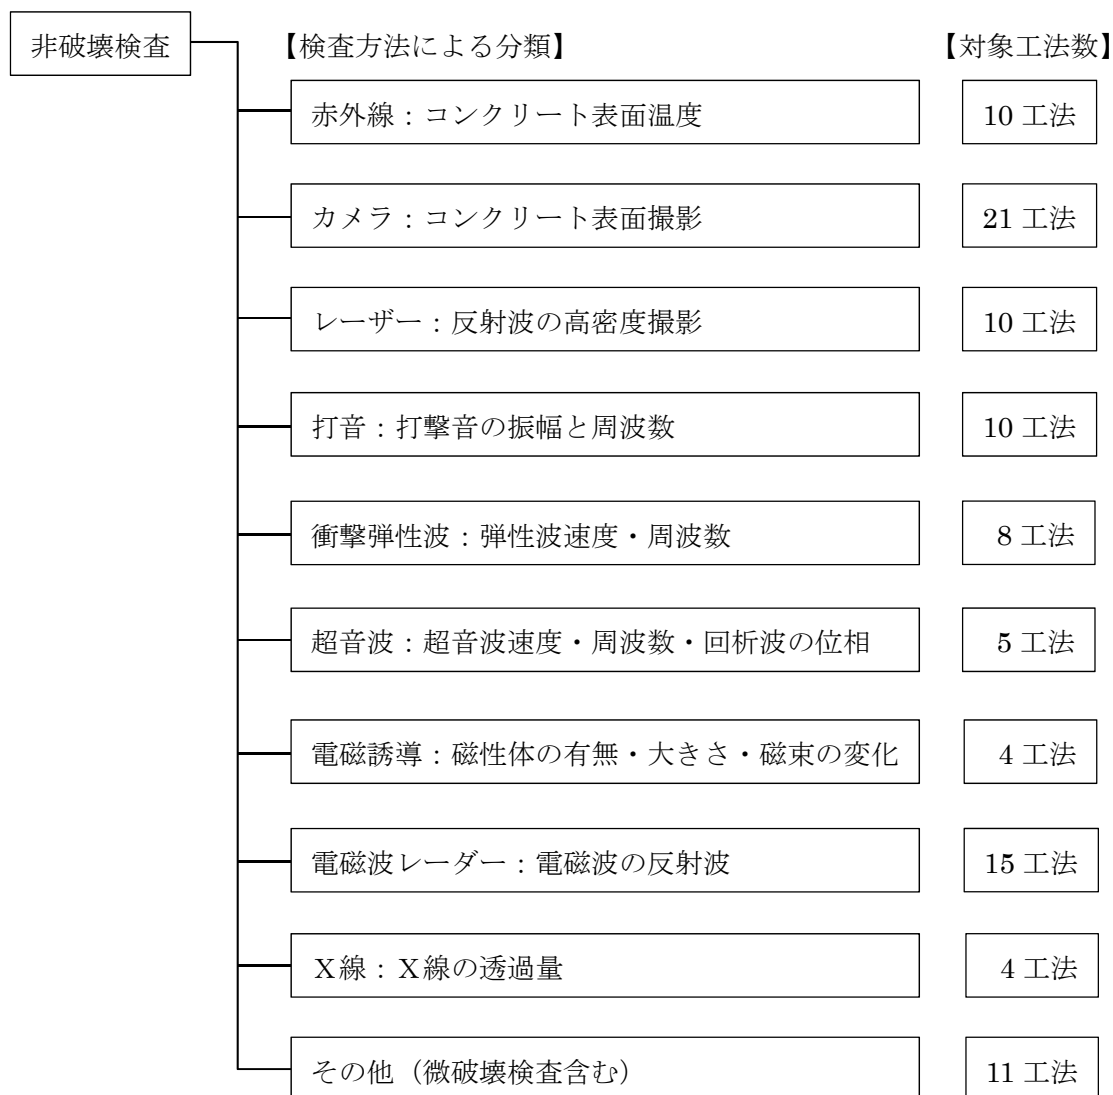 非破壊検査 【検査方法による分類】 【対象工法数】
赤外線:コンクリート表面温度 10 工法
カメラ:コンクリート表面撮影 21 工法
レーザー:反射波の高密度撮影 10 工法
打音:打撃音の振幅と周波数 10 工法
衝撃弾性波:弾性波速度・周波数 8 工法
超音波:超音波速度・周波数・回析波の位相 5 工法
電磁誘導:磁性体の有無・大きさ・磁束の変化 4 工法
電磁波レーダー:電磁波の反射波 15 工法
X線:X線の透過量 4 工法
その他(微破壊検査含む) 11 工法